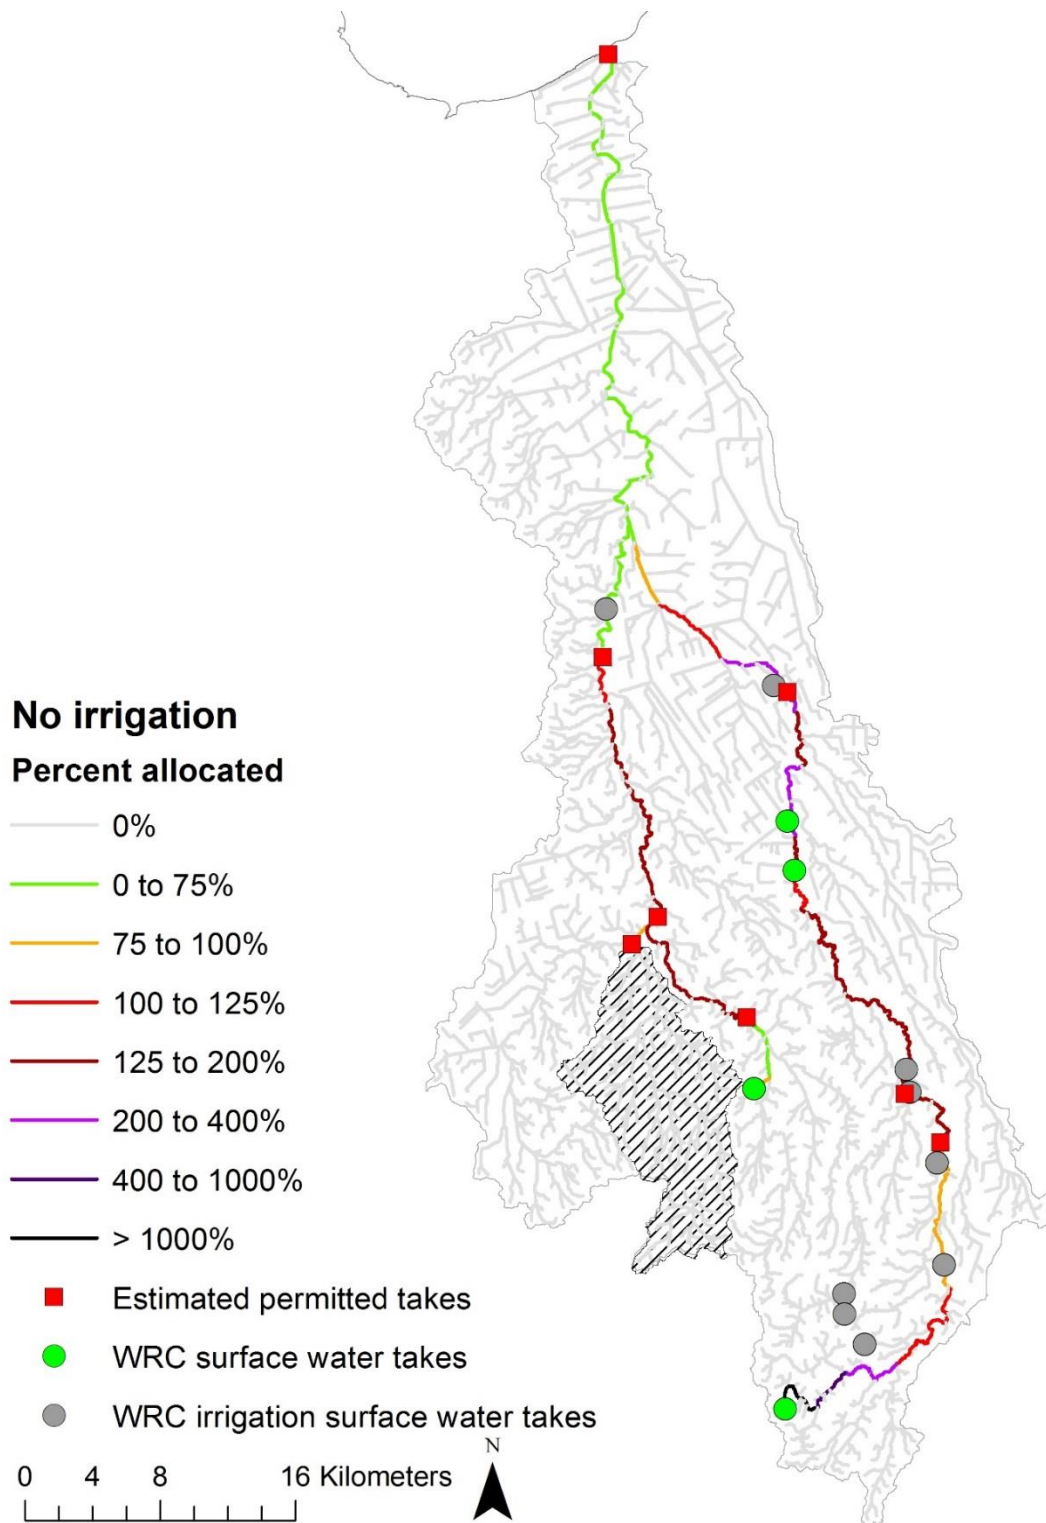 No irrigation
Percent allocated
0%
0 to 75%
75 to 100%
100 to 125%
125 to 200%
200 to 400%
400 to 1000%
> 1000%
Estimated permitted takes
WRC surface water takes
WRC irrigation surface water takes
N
0 4 8 16 Kilometers